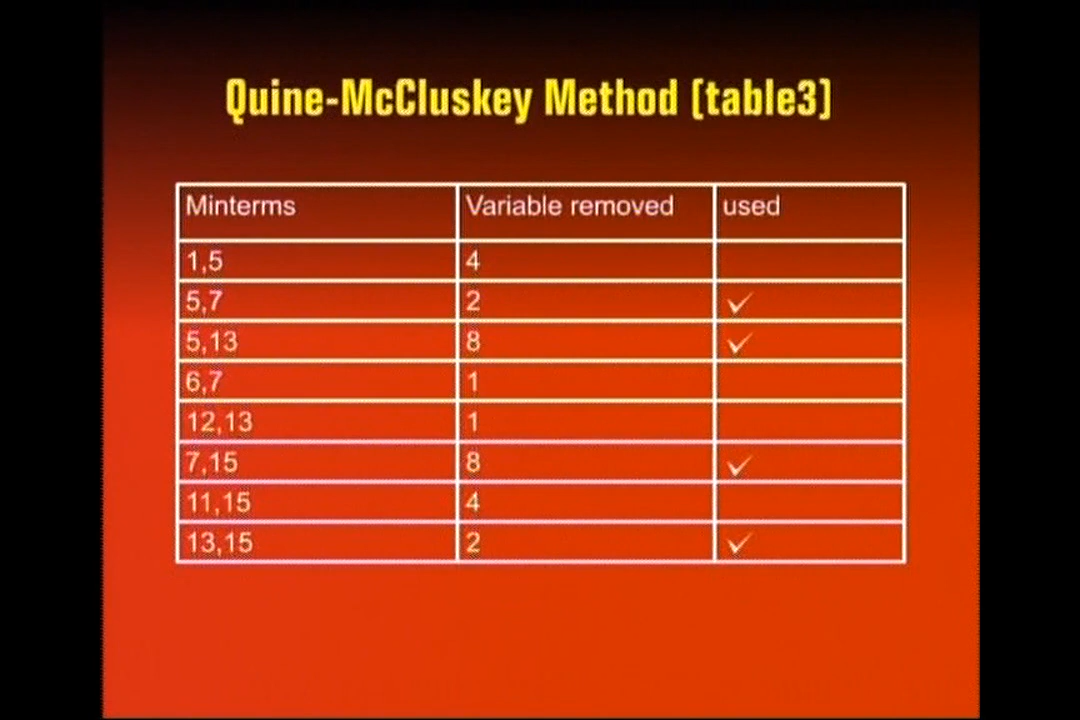 Quine-McCluskey Method (table3)
Minterms Variable removed used
1,5 4
5,7 2 ✓
5,13 8 ✓
6,7 1
12,13 1
7,15 8 ✓
11,15 4
13,15 2 ✓